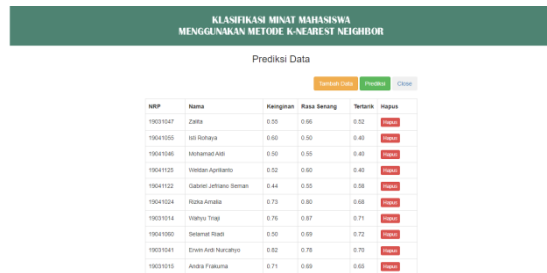 KLASIFIKASI MINAT MAHASISWA
MENGGUNAKAN METODE K-NEAREST NEIGHBOR
Prediksi Data
Tambah Data Prediksi Close
NRP Nama Keinginan Rasa Senang Tertarik Hapus
19031047 Zalita 0.55 0.66 0.52 Hapus
19041055 Isti Rohaya 0.60 0.50 0.40 Hapus
19041046 Mohamad Asti 0.50 0.55 0.40 Hapus
19041125 Weldan Aprilianto 0.52 0.60 0.40 Hapus
19041122 Gabriel Jefriano Seman 0.44 0.55 0.58 Hapus
19041024 Rizka Amalia 0.73 0.80 0.68 Hapus
19031014 Wahyu Triaji 0.76 0.87 0.71 Hapus
19041060 Selamat Riadi 0.50 0.69 0.72 Hapus
19031041 Erwin Ardi Nurcahyo 0.82 0.78 0.70 Hapus
19031015 Andra Frakuma 0.71 0.69 0.65 Hapus